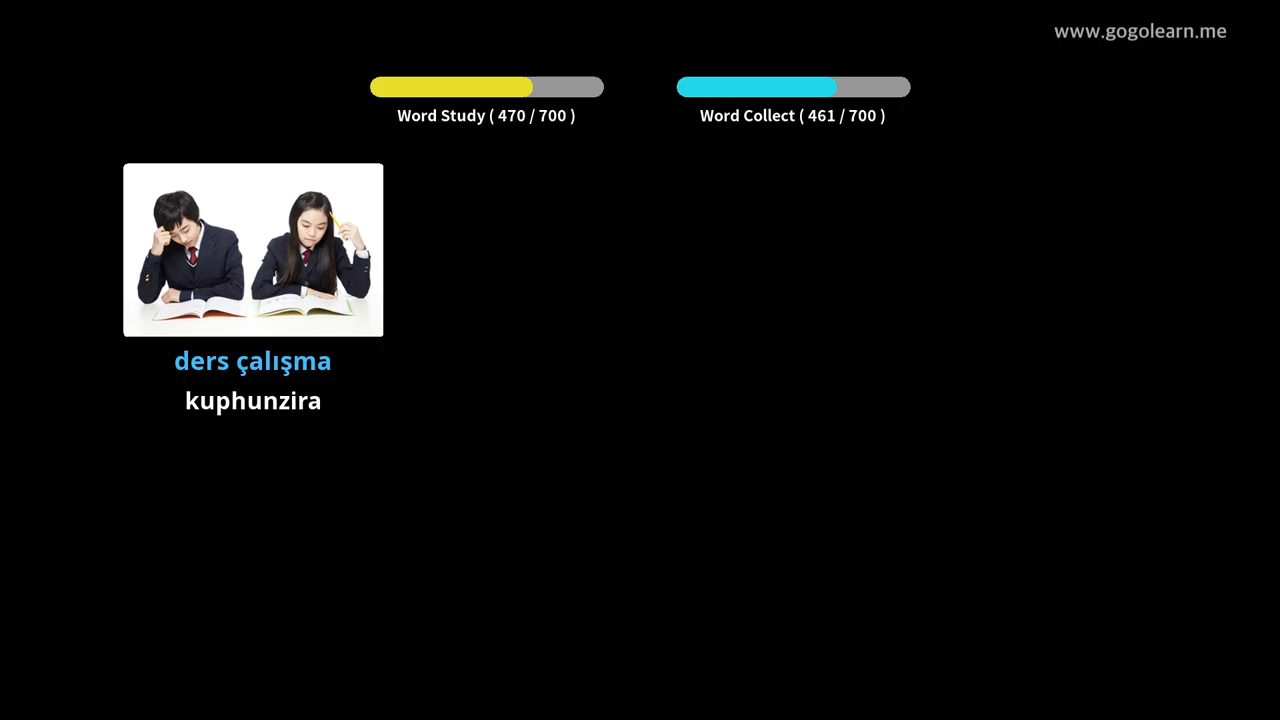 www.gogolearn.me
Word Study ( 470 / 700 )
Word Collect ( 461 / 700 )
ders çalışma
kuphunzira